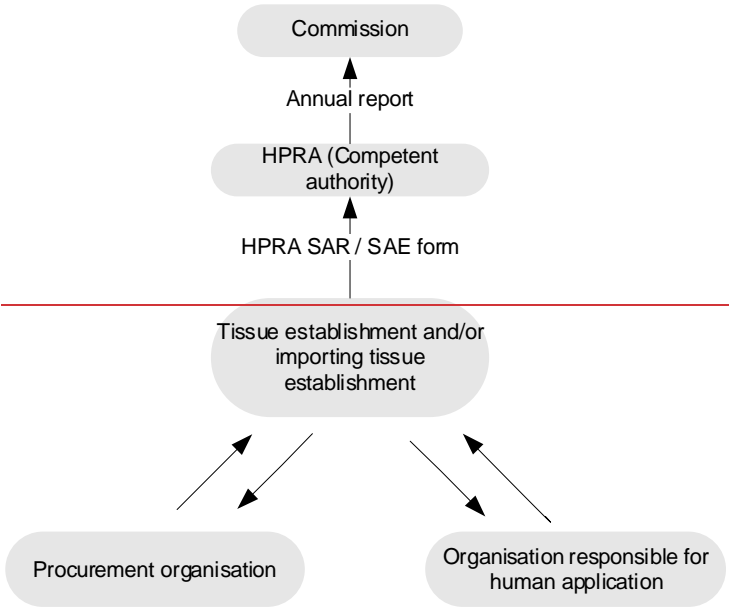 Commission
Annual report
HPRA (Competent
authority)
HPRA SAR / SAE form
Tissue establishment and/or
importing tissue
establishment
Procurement organisation
Organisation responsible for
human application